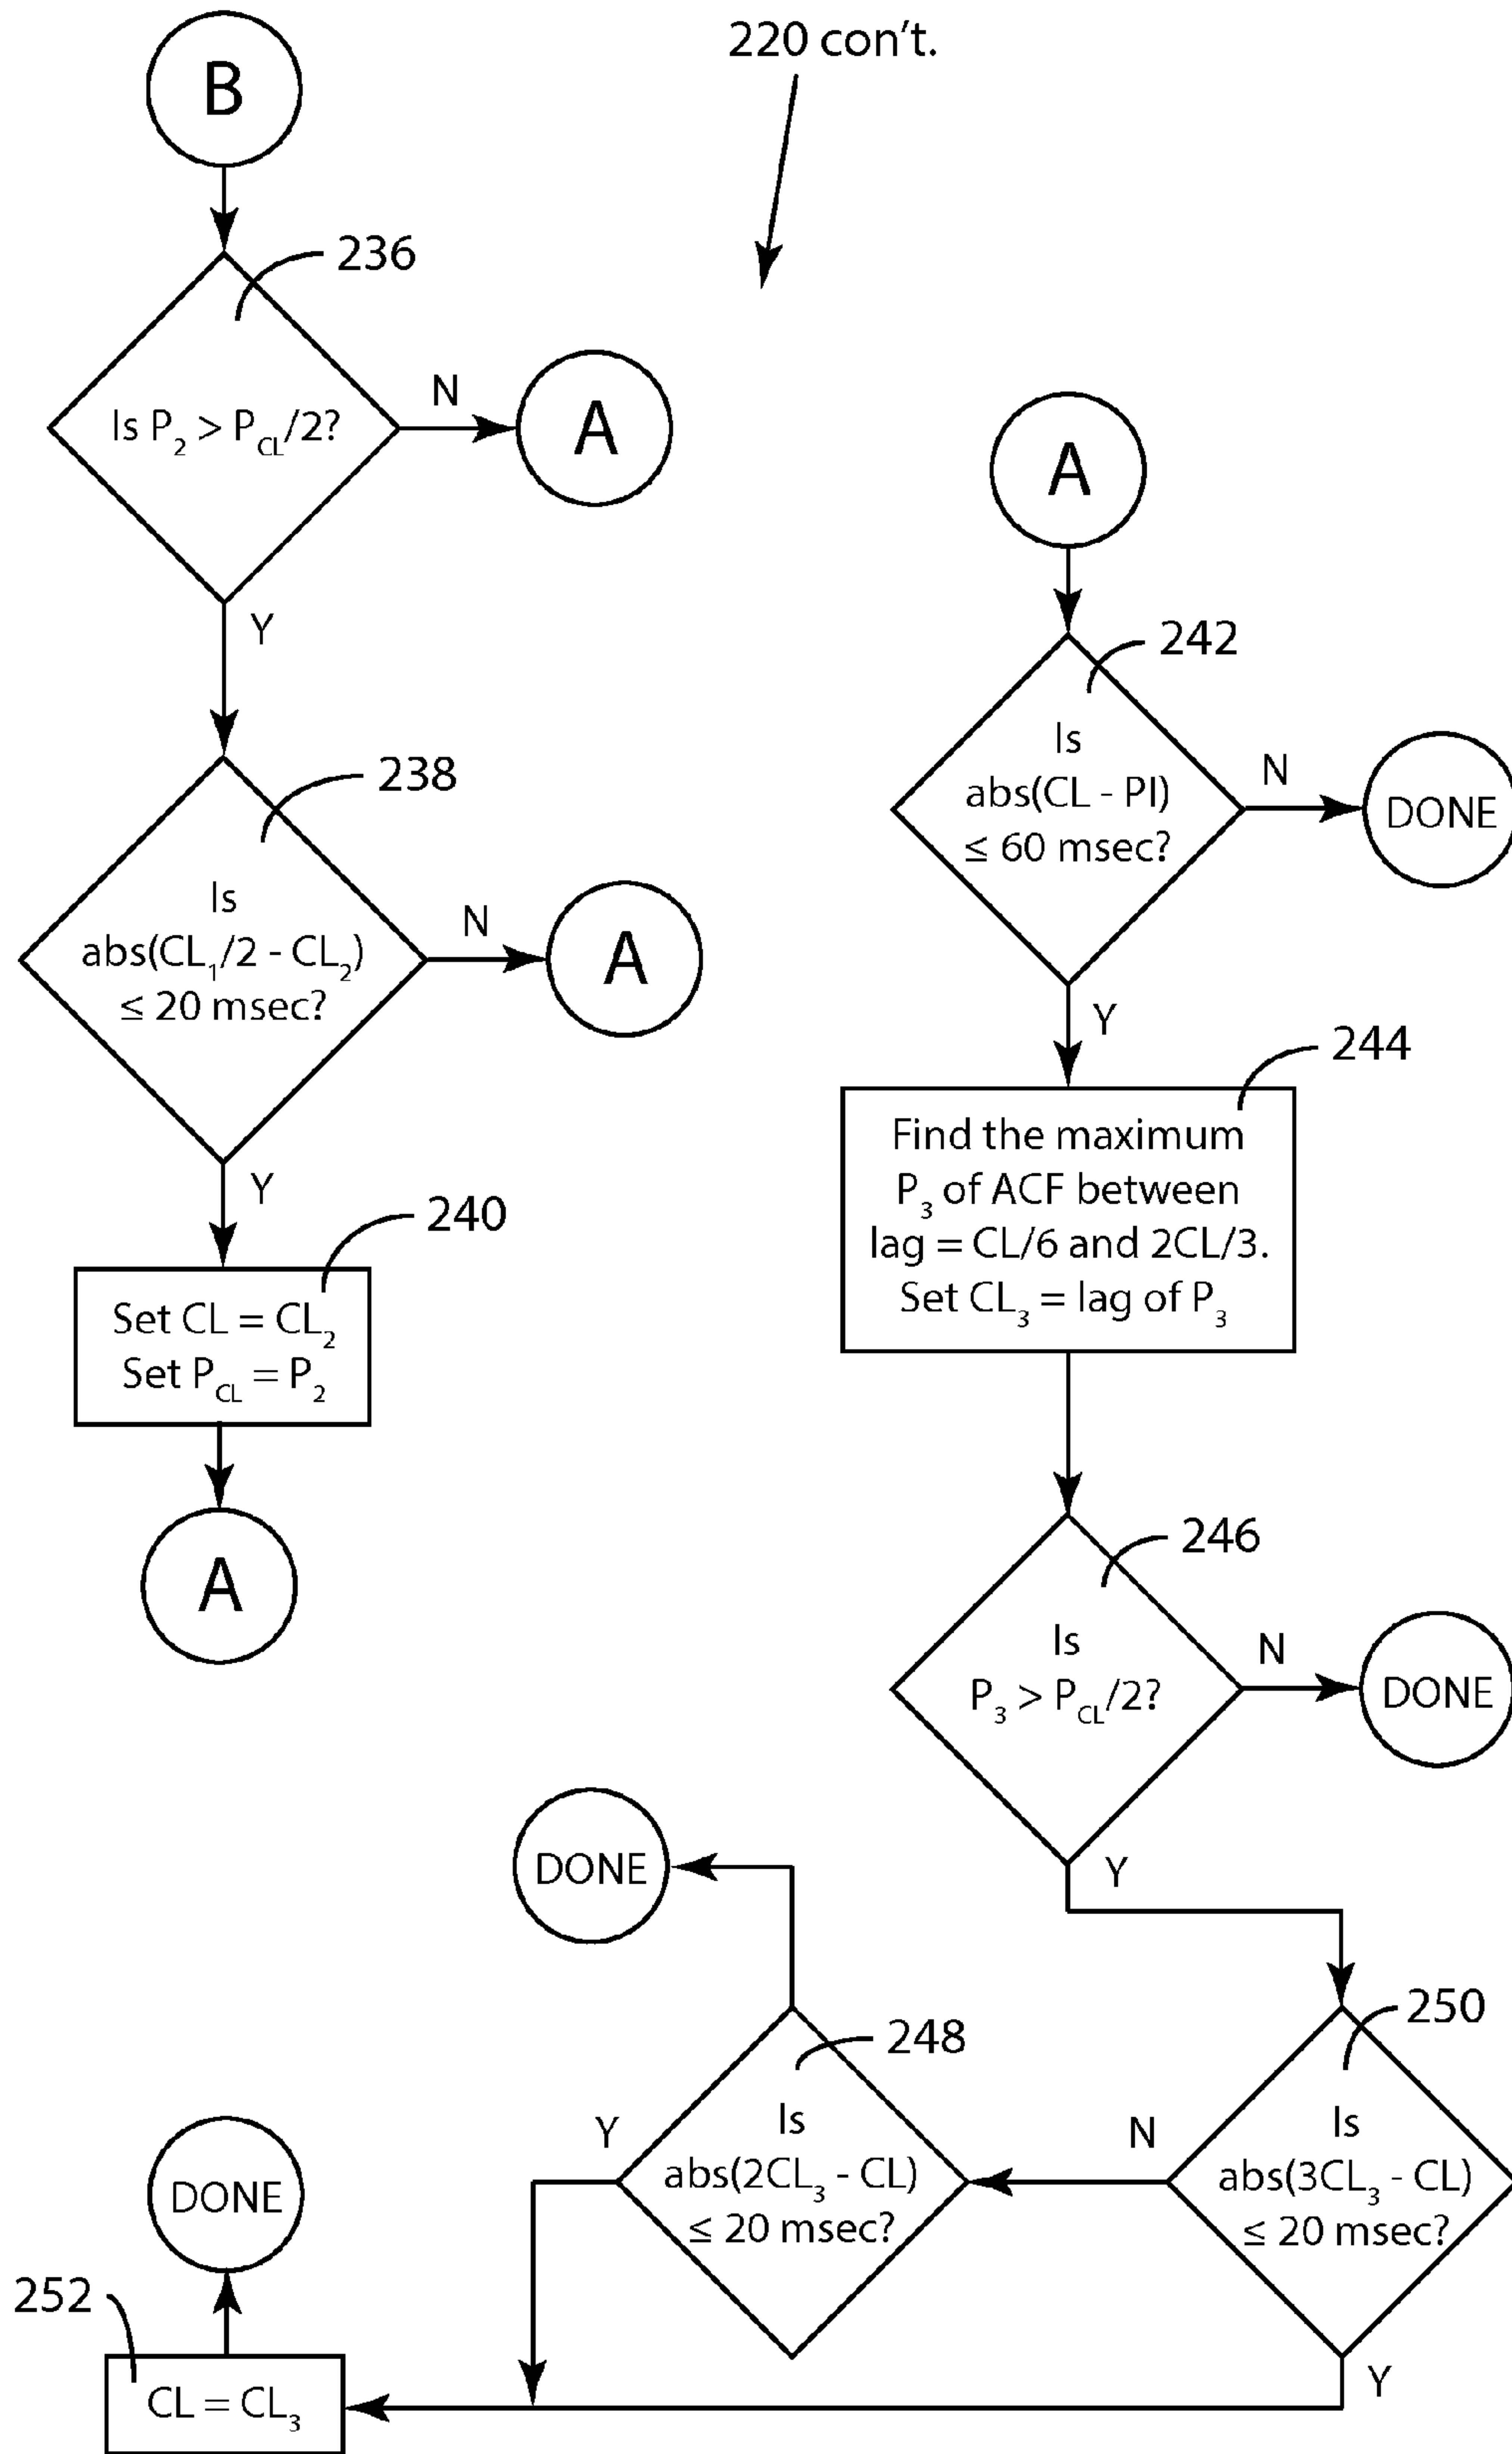 220 con't.
B
236
Is P₂ > P_CL/2?
N
A
Y
238
Is
abs(CL₁/2 - CL₂)
≤ 20 msec?
N
A
Y
240
Set CL = CL₂
Set P_CL = P₂
A
A
242
Is
abs(CL - PI)
≤ 60 msec?
N
DONE
Y
244
Find the maximum
P₃ of ACF between
lag = CL/6 and 2CL/3.
Set CL₃ = lag of P₃
246
Is
P₃ > P_CL/2?
N
DONE
Y
250
Is
abs(3CL₃ - CL)
≤ 20 msec?
N
Y
DONE
248
Is
abs(2CL₃ - CL)
≤ 20 msec?
Y
DONE
252
CL = CL₃